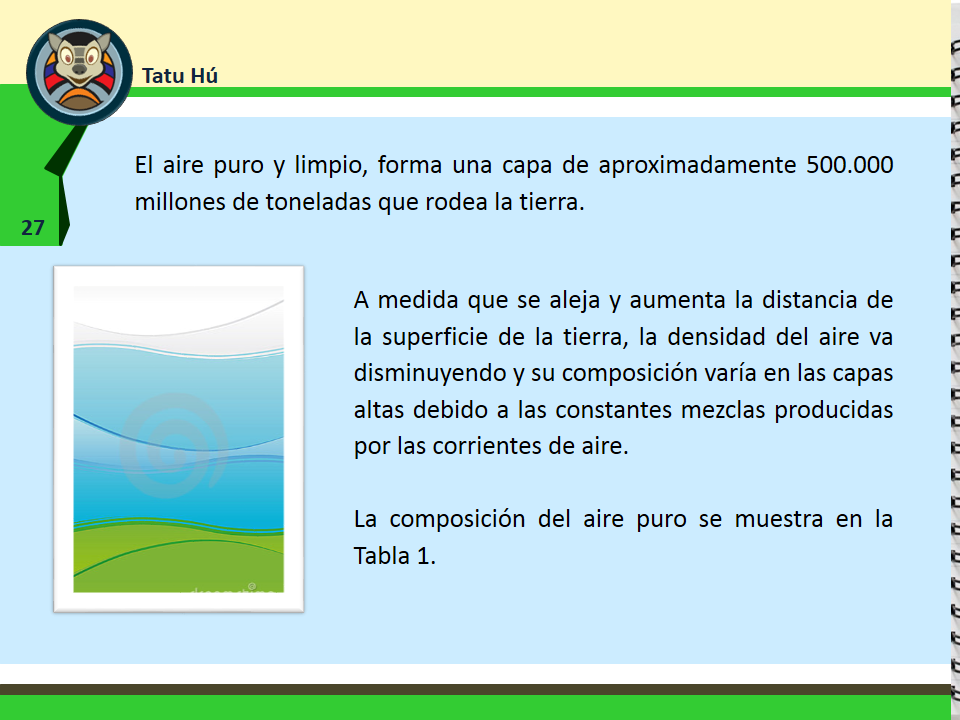 Tatu Hú
El aire puro y limpio, forma una capa de aproximadamente 500.000
millones de toneladas que rodea la tierra.
27
A medida que se aleja y aumenta la distancia de
la superficie de la tierra, la densidad del aire va
disminuyendo y su composición varía en las capas
altas debido a las constantes mezclas producidas
por las corrientes de aire.
La composición del aire puro se muestra en la
Tabla 1.